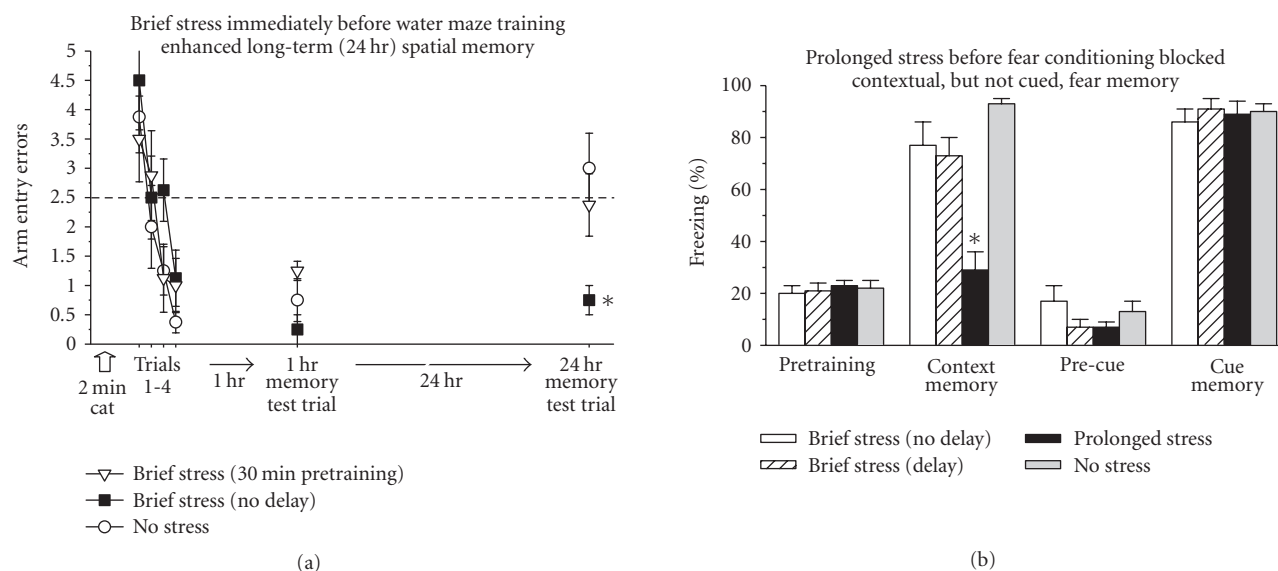 Brief stress immediately before water maze training
enhanced long-term (24 hr) spatial memory
5
4.5
4
3.5
3
2.5
2
1.5
1
0.5
0
Arm entry errors
2 min
cat
Trials
1-4
1 hr
1 hr
memory
test trial
24 hr
24 hr
memory
test trial
*
Brief stress (30 min pretraining)
Brief stress (no delay)
No stress
(a)
Prolonged stress before fear conditioning blocked
contextual, but not cued, fear memory
100
80
60
40
20
0
Freezing (%)
*
Pretraining
Context
memory
Pre-cue
Cue
memory
Brief stress (no delay)
Brief stress (delay)
Prolonged stress
No stress
(b)